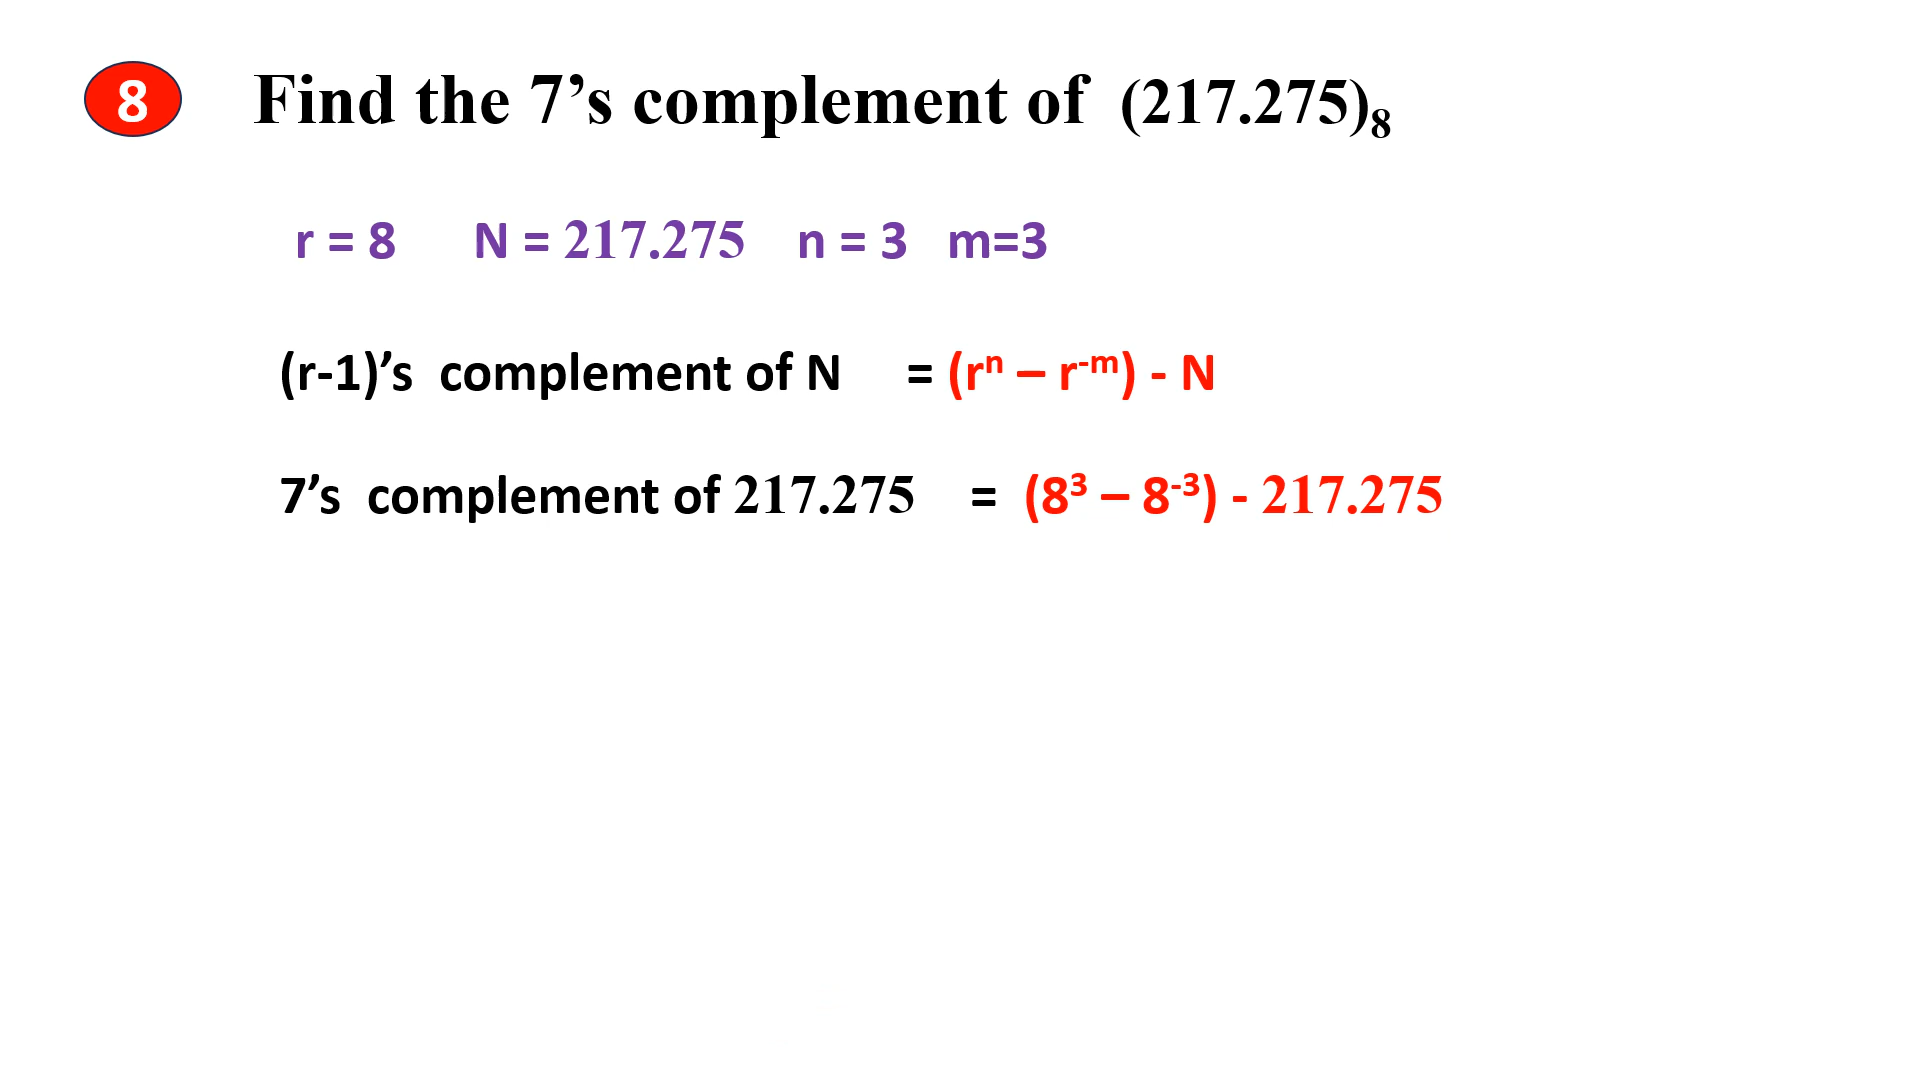 8 Find the 7’s complement of (217.275)₈
r = 8 N = 217.275 n = 3 m=3
(r-1)’s complement of N = (rⁿ – r⁻ᵐ) - N
7’s complement of 217.275 = (8³ – 8⁻³) - 217.275